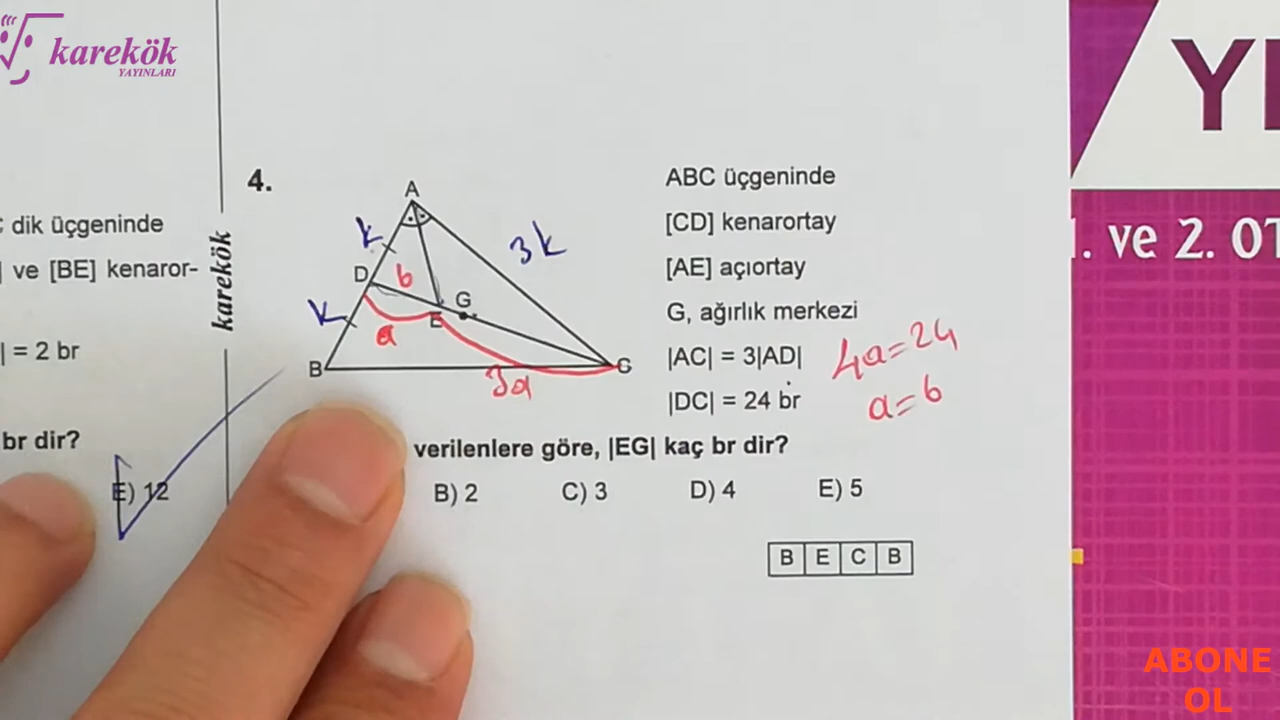 karekök
YAYINLARI
dik üçgeninde
ve [BE] kenaror-
| = 2 br
br dir?
E) 12
karekök
4.
A
k
3k
D
6
G
k
E
a
B
C
3a
ABC üçgeninde
[CD] kenarortay
[AE] açıortay
G, ağırlık merkezi
|AC| = 3|AD|
|DC| = 24 br
4a=24
a=6
verilenlere göre, |EG| kaç br dir?
B) 2 C) 3 D) 4 E) 5
B E C B
. ve 2. OT
ABONE
OL